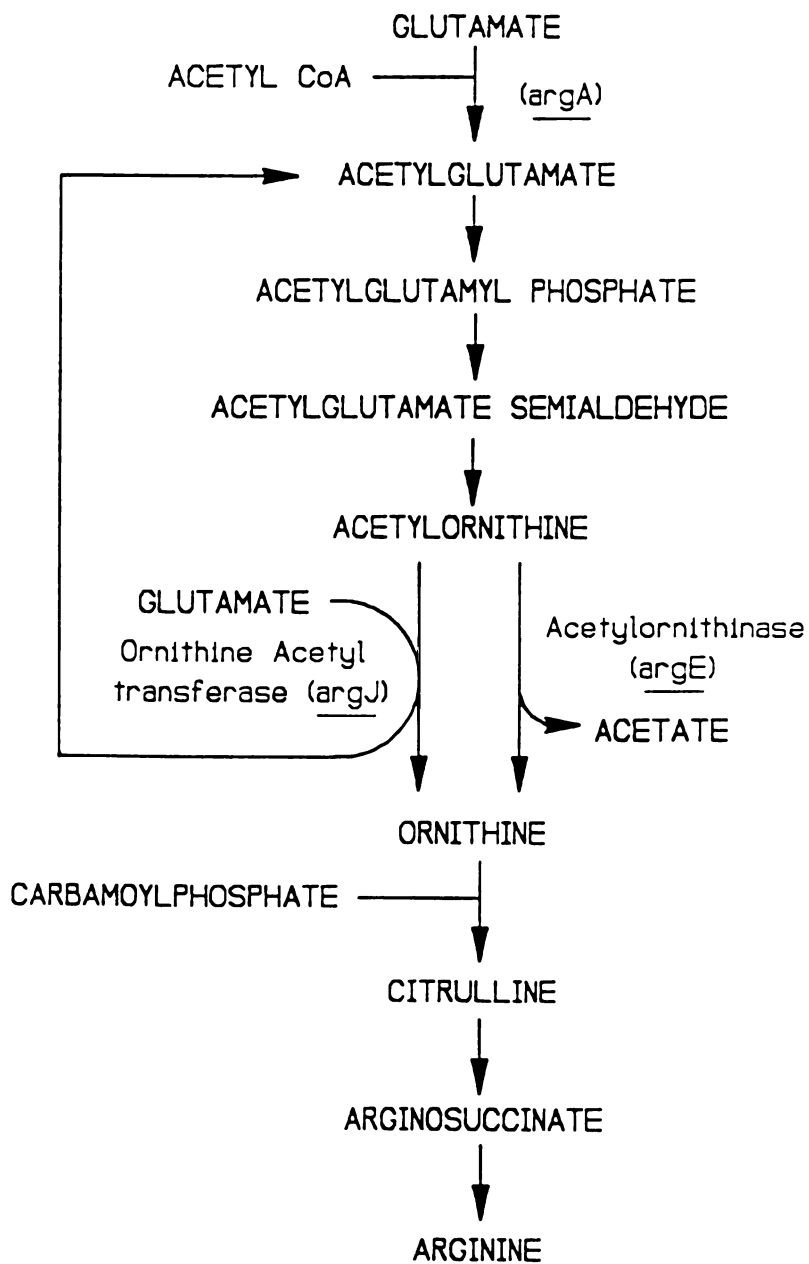 GLUTAMATE
ACETYL CoA
(argA)
ACETYLGLUTAMATE
ACETYLGLUTAMYL PHOSPHATE
ACETYLGLUTAMATE SEMIALDEHYDE
ACETYLORNITHINE
GLUTAMATE
Ornithine Acetyl
transferase (argJ)
Acetylornithinase
(argE)
ACETATE
ORNITHINE
CARBAMOYLPHOSPHATE
CITRULLINE
ARGINOSUCCINATE
ARGININE